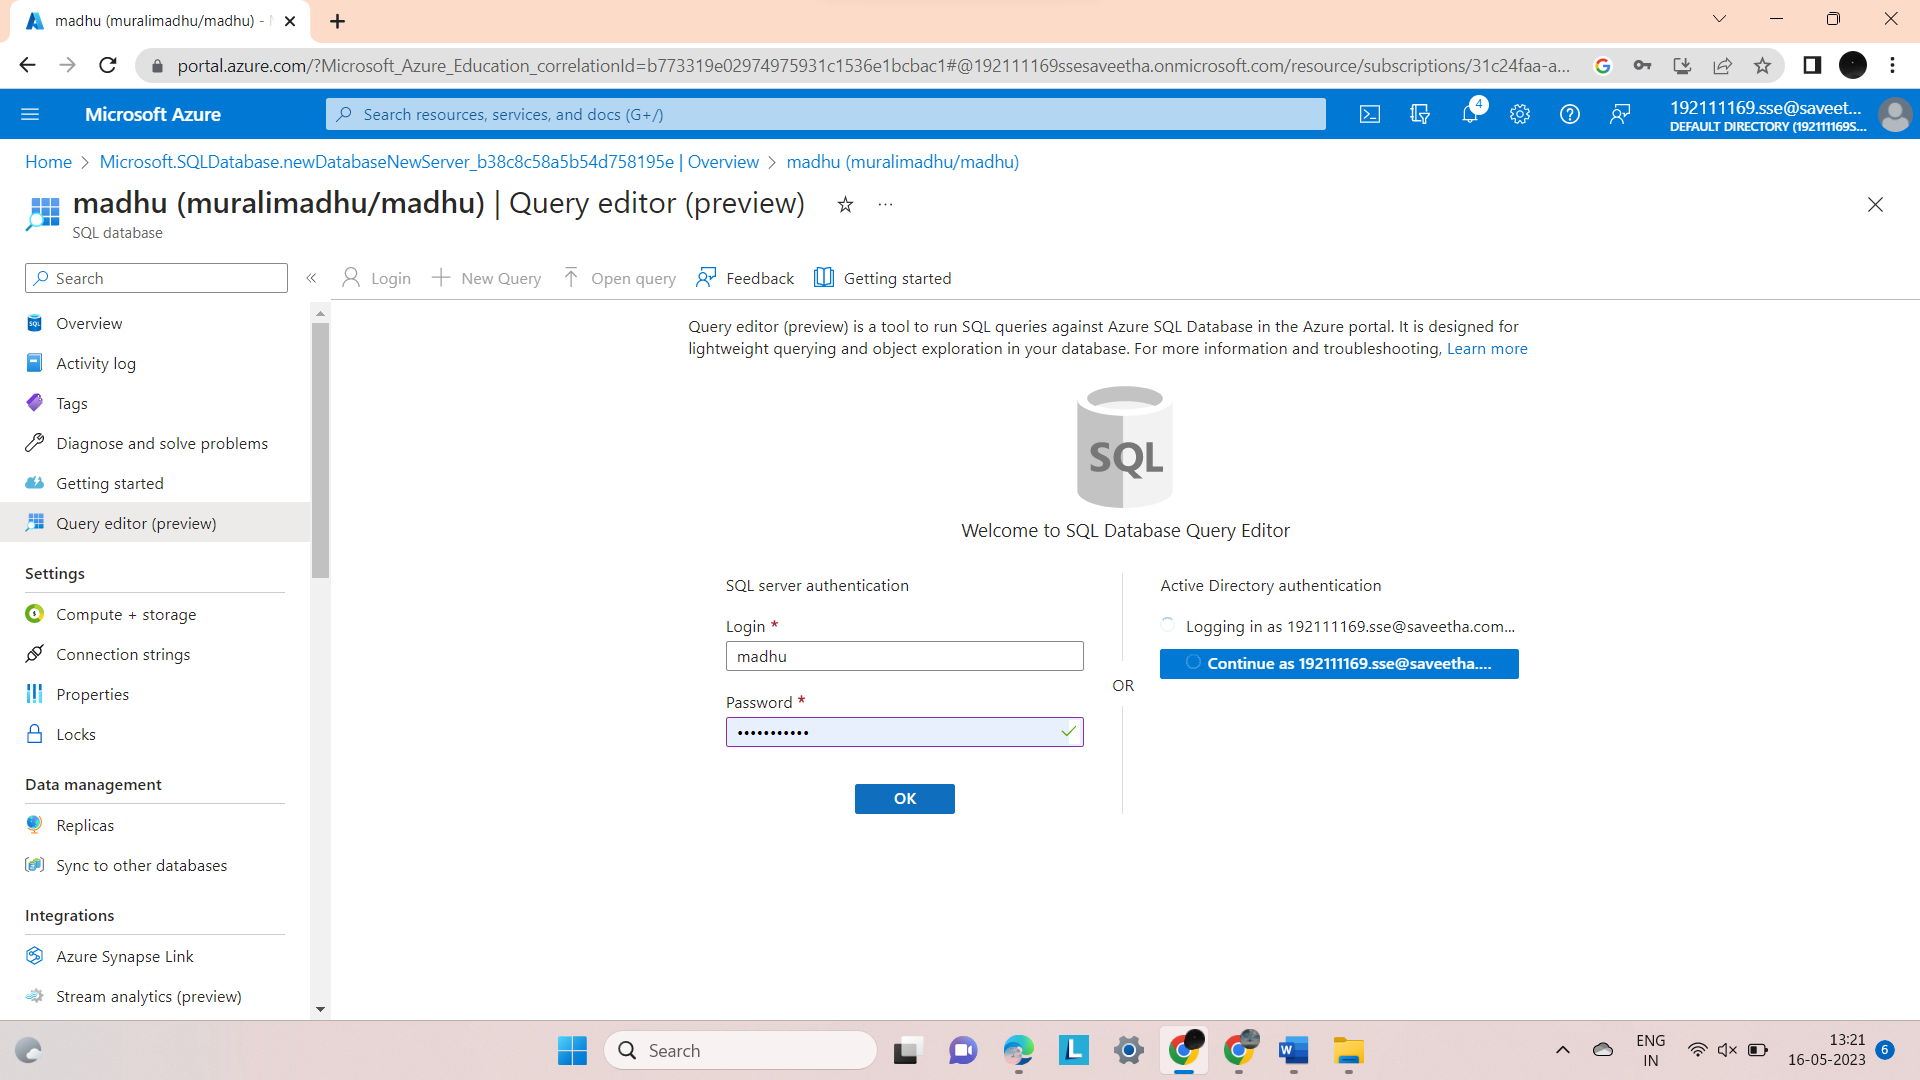 madhu (muralimadhu/madhu) -
portal.azure.com/?Microsoft_Azure_Education_correlationId=b773319e02974975931c1536e1bcbac1#@192111169ssesaveetha.onmicrosoft.com/resource/subscriptions/31c24faa-a...
Microsoft Azure
Search resources, services, and docs (G+/)
4
192111169.sse@saveet...
DEFAULT DIRECTORY (192111169S...
Home > Microsoft.SQLDatabase.newDatabaseNewServer_b38c8c58a5b54d758195e | Overview > madhu (muralimadhu/madhu)
madhu (muralimadhu/madhu) | Query editor (preview)
SQL database
Search
Login
New Query
Open query
Feedback
Getting started
Overview
Activity log
Tags
Diagnose and solve problems
Getting started
Query editor (preview)
Settings
Compute + storage
Connection strings
Properties
Locks
Data management
Replicas
Sync to other databases
Integrations
Azure Synapse Link
Stream analytics (preview)
Query editor (preview) is a tool to run SQL queries against Azure SQL Database in the Azure portal. It is designed for
lightweight querying and object exploration in your database. For more information and troubleshooting, Learn more
SQL
Welcome to SQL Database Query Editor
SQL server authentication
Login *
madhu
Password *
•••••••••••
OK
OR
Active Directory authentication
Logging in as 192111169.sse@saveetha.com...
Continue as 192111169.sse@saveetha....
Search
ENG
IN
13:21
16-05-2023
6